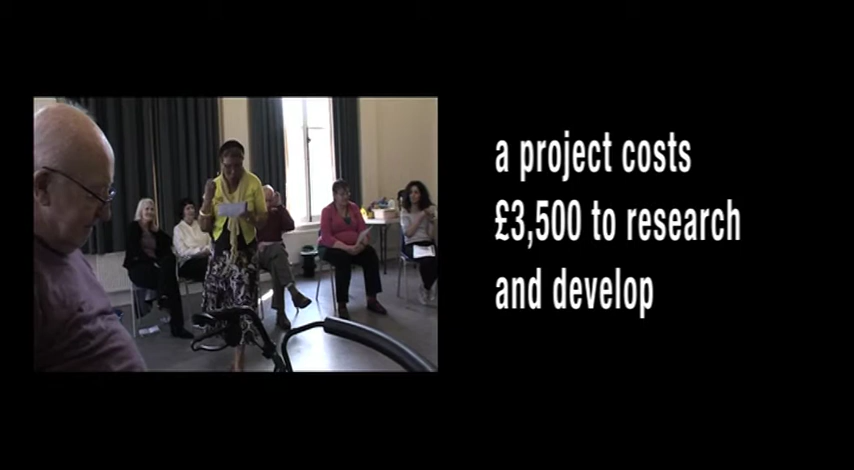 a project costs
£3,500 to research
and develop